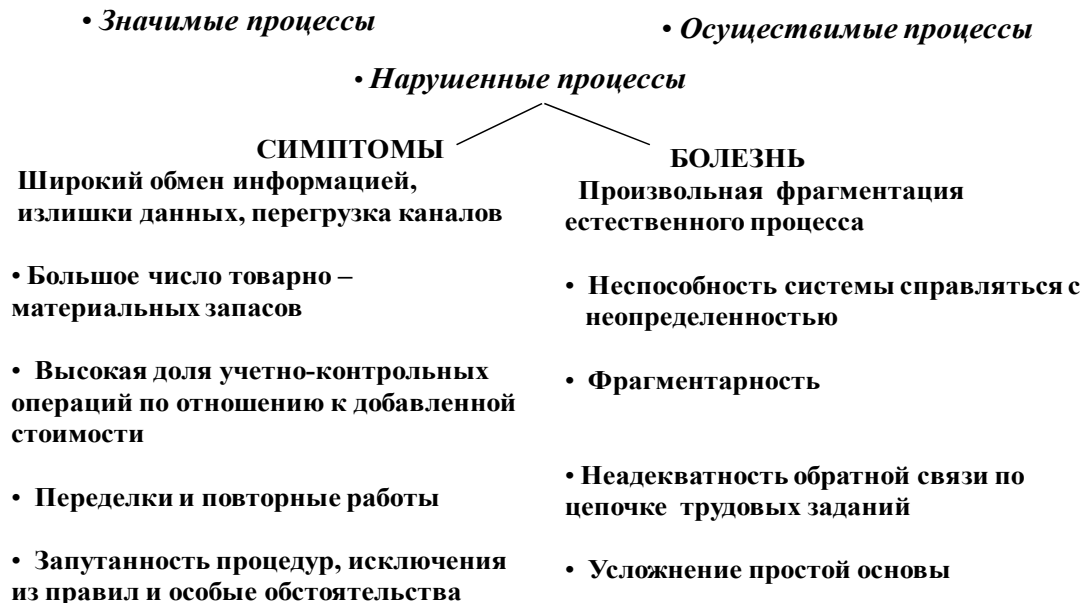 • Значимые процессы
• Осуществимые процессы
• Нарушенные процессы
СИМПТОМЫ
Широкий обмен информацией,
излишки данных, перегрузка каналов
• Большое число товарно –
материальных запасов
• Высокая доля учетно-контрольных
операций по отношению к добавленной
стоимости
• Переделки и повторные работы
• Запутанность процедур, исключения
из правил и особые обстоятельства
БОЛЕЗНЬ
Произвольная фрагментация
естественного процесса
• Неспособность системы справляться с
неопределенностью
• Фрагментарность
• Неадекватность обратной связи по
цепочке трудовых заданий
• Усложнение простой основы